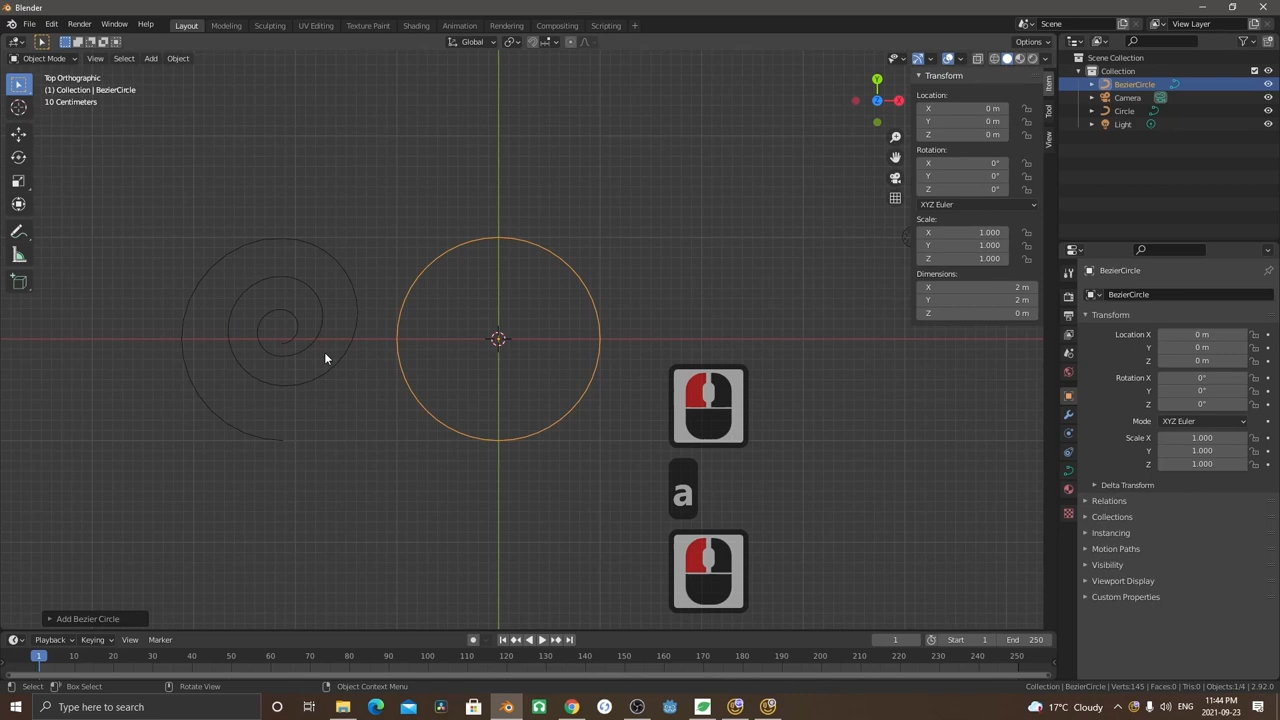 Blender
File Edit Render Window Help Layout Modeling Sculpting UV Editing Texture Paint Shading Animation Rendering Compositing Scripting + Scene View Layer
Global Options
Object Mode View Select Add Object
Top Orthographic
(1) Collection | BezierCircle
10 Centimeters
Y
X
Z
Transform
Location:
X 0 m
Y 0 m
Z 0 m
Rotation:
X 0°
Y 0°
Z 0°
XYZ Euler
Scale:
X 1.000
Y 1.000
Z 1.000
Dimensions:
X 2 m
Y 2 m
Z 0 m
Item
Tool
View
Scene Collection
Collection
BezierCircle
Camera
Circle
Light
BezierCircle
BezierCircle
Transform
Location X 0 m
Y 0 m
Z 0 m
Rotation X 0°
Y 0°
Z 0°
Mode XYZ Euler
Scale X 1.000
Y 1.000
Z 1.000
Delta Transform
Relations
Collections
Instancing
Motion Paths
Visibility
Viewport Display
Custom Properties
a
Add Bezier Circle
Playback Keying View Marker 1 Start 1 End 250
1 10 20 30 40 50 60 70 80 90 100 110 120 130 140 150 160 170 180 190 200 210 220 230 240 250
Select Box Select Rotate View Object Context Menu Collection | BezierCircle | Verts:145 | Faces:0 | Tris:0 | Objects:1/4 | 2.92.0
Type here to search 17°C Cloudy 11:44 PM
2021-09-23